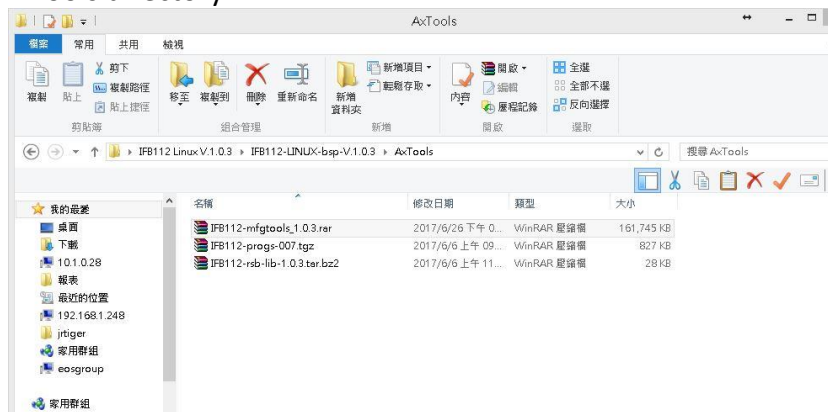 AxTools
檔案 常用 共用 檢視
複製 貼上 剪下 複製路徑 貼上捷徑
移至 複製到 刪除 重新命名
新增資料夾 新增項目 輕鬆存取
內容 開啟 編輯 歷程記錄
全選 全部不選 反向選擇
剪貼簿 組合管理 新增 開啟 選取
IFB112 Linux V.1.0.3 IFB112-LINUX-bsp-V.1.0.3 AxTools 搜尋 AxTools
名稱 修改日期 類型 大小
IFB112-mfgtools_1.0.3.rar 2017/6/26 下午 0... WinRAR 壓縮檔 161,745 KB
IFB112-progs-007.tgz 2017/6/6 上午 09... WinRAR 壓縮檔 827 KB
IFB112-rsb-lib-1.0.3.tar.bz2 2017/6/6 上午 11... WinRAR 壓縮檔 28 KB
我的最愛
桌面
下載
10.1.0.28
報表
最近的位置
192.168.1.248
jrtiger
家用群組
eosgroup
家用群組